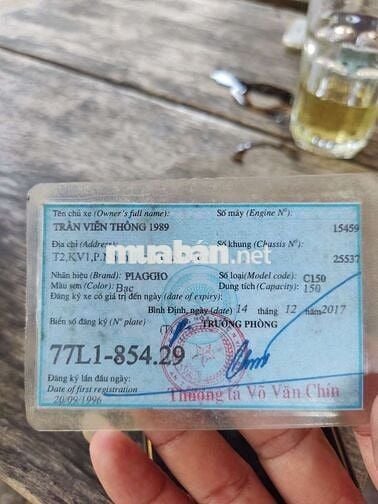 Tên chủ xe (Owner's full name):
TRẦN VIẾN THÔNG 1989
Số máy (Engine Nº):
15459
Địa chỉ (Address)
T2,KV1,P.
Số khung (Chassis Nº):
25537
muaban.net
Nhãn hiệu (Brand): PIAGGIO
Số loại (Model code): C150
Màu sơn (Color): Bạc
Dung tích (Capacity): 150
Đăng ký xe có giá trị đến ngày (date of expiry):
Bình Định, ngày 14 tháng 12 năm 2017
Biển số đăng ký (Nº plate)
TRƯỞNG PHÒNG
77L1-854.29
Đăng ký lần đầu ngày:
Date of first registration
20/09/1996
Thượng tá Võ Văn Chín